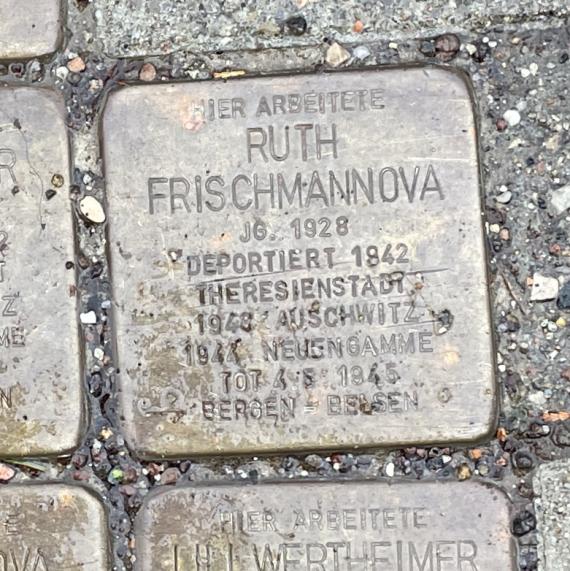 HIER ARBEITETE
RUTH
FRISCHMANNOVA
JG. 1928
DEPORTIERT 1942
THERESIENSTADT
1943 AUSCHWITZ
1944 NEUENGAMME
TOT 4.5. 1945
BERGEN - BELSEN
HIER ARBEITETE
WERTHEIMER